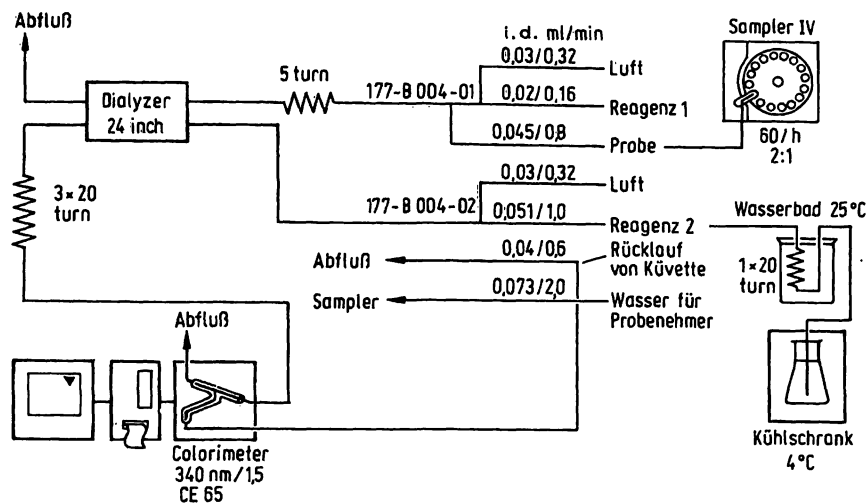 Abfluß
Sampler IV
i.d. ml/min
5 turn
177-B 004-01
0,03/0,32
Luft
Dialyzer
24 inch
0,02/0,16
Reagenz 1
0,045/0,8
Probe
60/h
2:1
0,03/0,32
Luft
3×20
turn
177-B 004-02
0,051/1,0
Reagenz 2
Wasserbad 25°C
1×20
turn
Abfluß
0,04/0,6
Rücklauf
von Küvette
Sampler
0,073/2,0
Wasser für
Probenehmer
Abfluß
Colorimeter
340 nm/1,5
CE 65
Kühlschrank
4°C